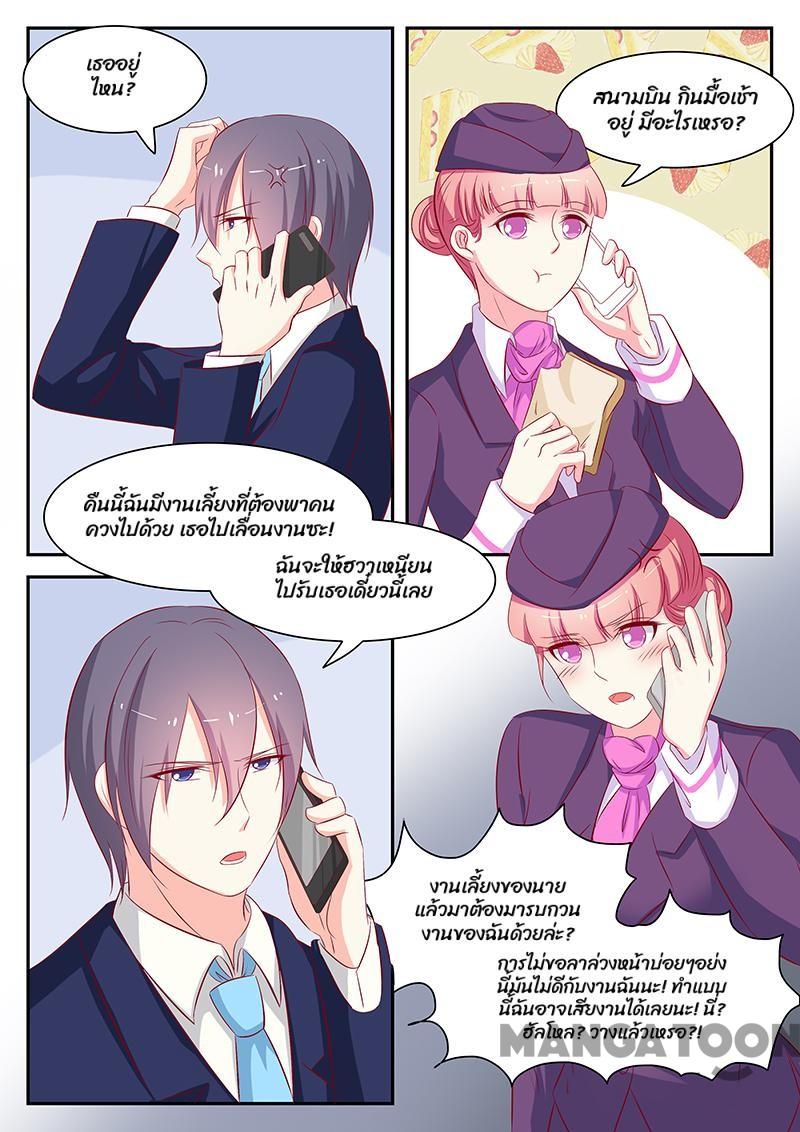 เธออยู่
ไหน?
สนามบิน กินมื้อเช้า
อยู่ มีอะไรเหรอ?
คืนนี้ฉันมีงานเลี้ยงที่ต้องพาคน
ควงไปด้วย เธอไปเลื่อนงานซะ!
ฉันจะให้ฮวาเหนียน
ไปรับเธอเดี๋ยวนี้เลย
งานเลี้ยงของนาย
แล้วมาต้องมารบกวน
งานของฉันด้วยล่ะ?
การไม่ขอลาล่วงหน้าบ่อยๆอย่ง
นี้มันไม่ดีกับงานฉันนะ! ทำแบบ
นี้ฉันอาจเสียงานได้เลยนะ! นี่?
ฮัลโหล? วางแล้วเหรอ?!
MANGATOON